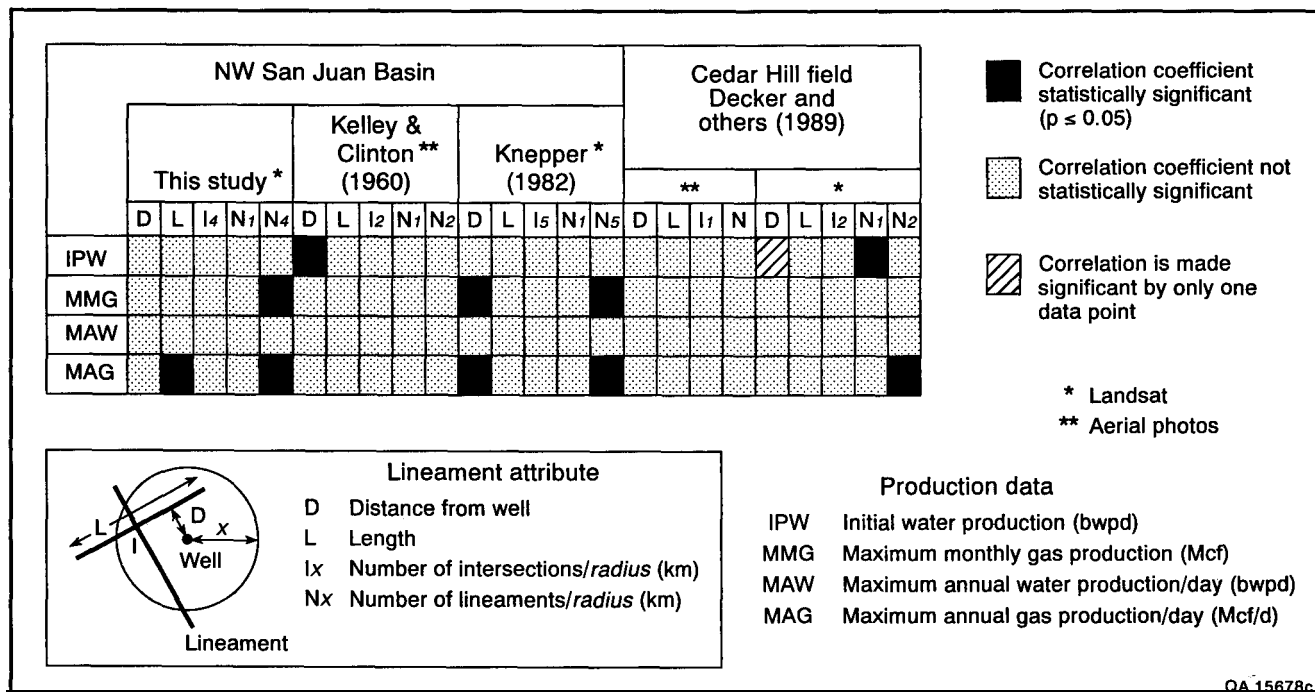 NW San Juan Basin
Cedar Hill field
Decker and
others (1989)
This study *
Kelley &
Clinton **
(1960)
Knepper *
(1982)
**
*
D L I4 N1 N4 D L I2 N1 N2 D L I5 N1 N5 D L I1 N D L I2 N1 N2
IPW
MMG
MAW
MAG
Correlation coefficient
statistically significant
(p ≤ 0.05)
Correlation coefficient not
statistically significant
Correlation is made
significant by only one
data point
* Landsat
** Aerial photos
Lineament attribute
D Distance from well
L Length
Ix Number of intersections/radius (km)
Nx Number of lineaments/radius (km)
L
D
x
I
Well
Lineament
Production data
IPW Initial water production (bwpd)
MMG Maximum monthly gas production (Mcf)
MAW Maximum annual water production/day (bwpd)
MAG Maximum annual gas production/day (Mcf/d)
QA 15678c